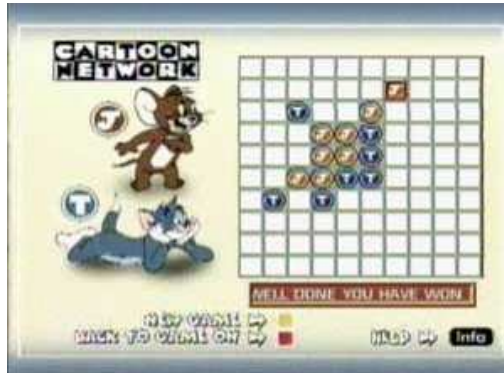 CARTOON
NETWORK
J
T
WELL DONE YOU HAVE WON
NEW GAME
BACK TO GAME ON
HELP
Info